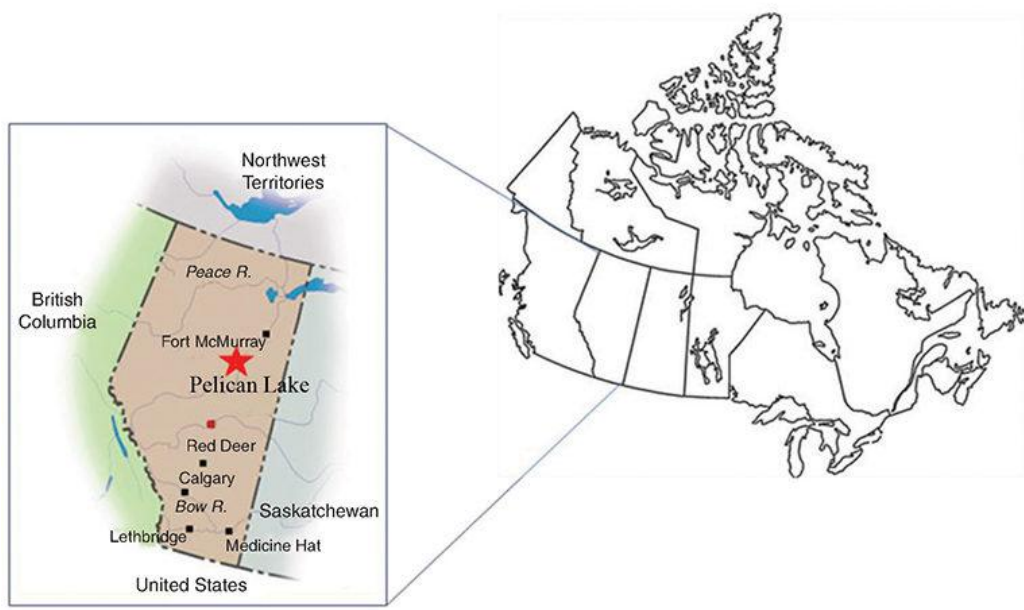 Northwest
Territories
Peace R.
British
Columbia
Fort McMurray
Pelican Lake
Red Deer
Calgary
Bow R.
Saskatchewan
Lethbridge
Medicine Hat
United States